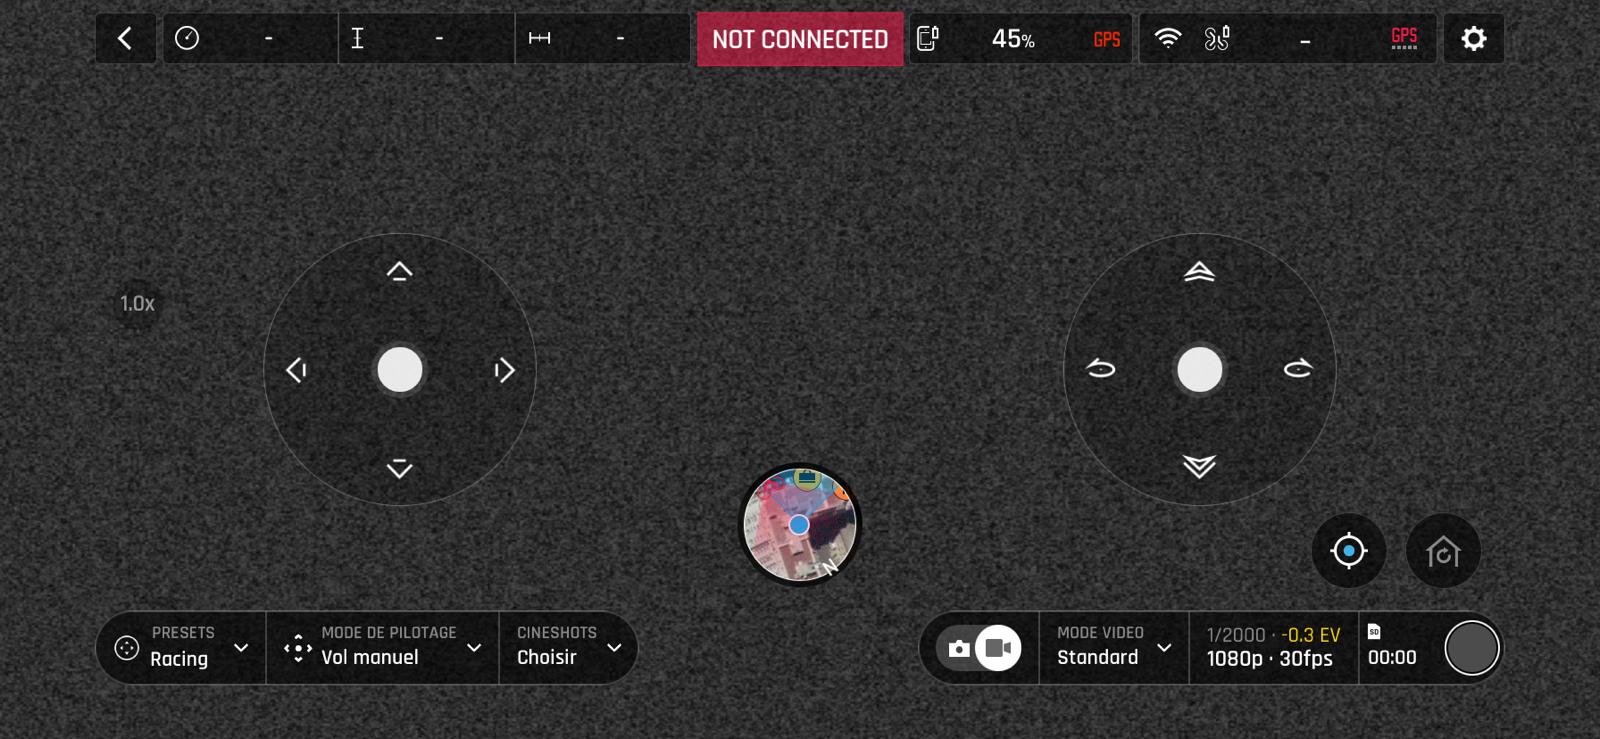 - - - NOT CONNECTED 45% GPS - GPS
1.0x
N
PRESETS
Racing
MODE DE PILOTAGE
Vol manuel
CINESHOTS
Choisir
MODE VIDEO
Standard
1/2000 · -0.3 EV
1080p · 30fps
SD
00:00